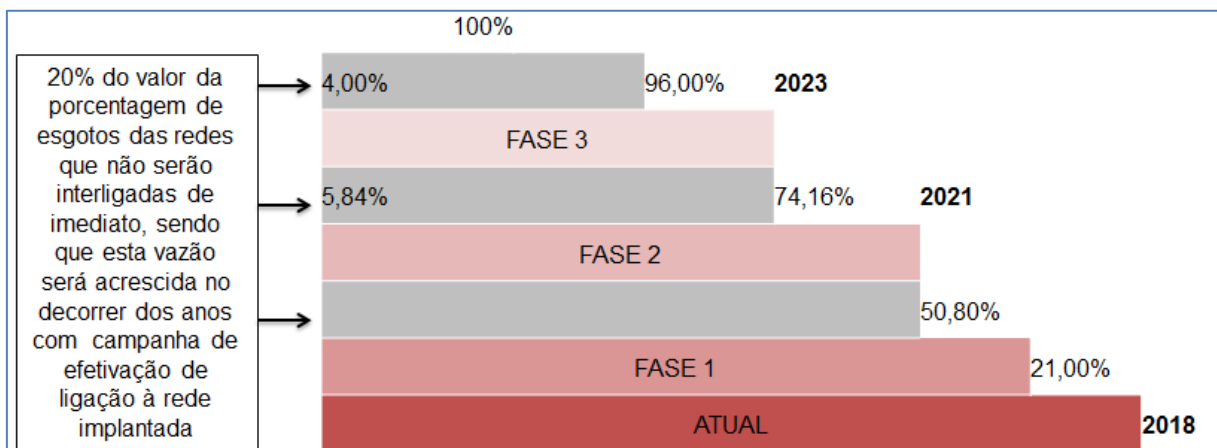 100%
20% do valor da
porcentagem de
esgotos das redes
que não serão
interligadas de
imediato, sendo
que esta vazão
será acrescida no
decorrer dos anos
com campanha de
efetivação de
ligação à rede
implantada
4,00% 96,00% 2023
FASE 3
5,84% 74,16% 2021
FASE 2
50,80%
FASE 1 21,00%
ATUAL 2018